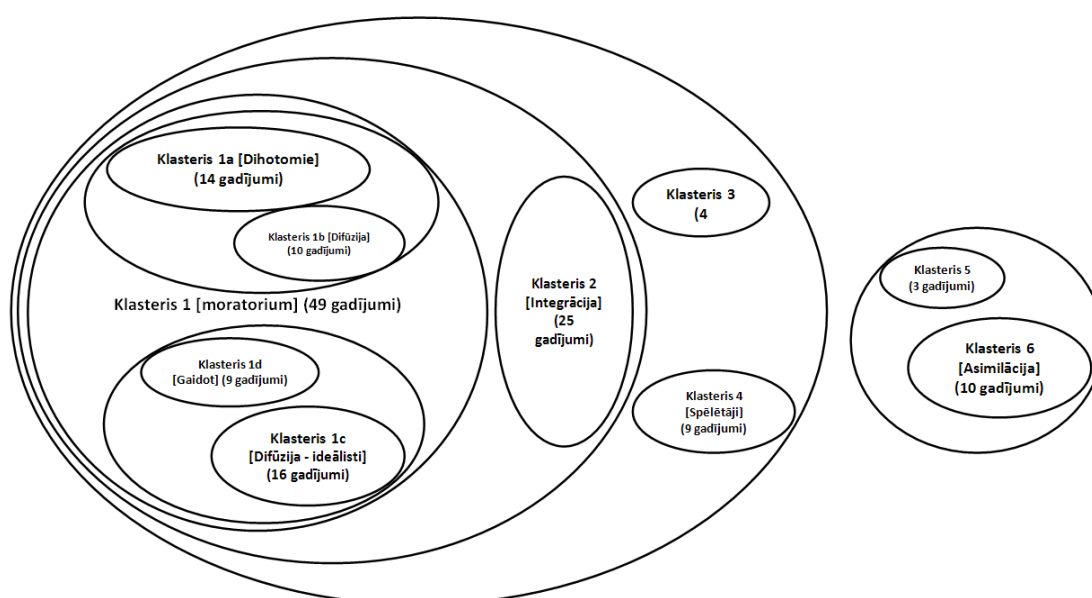 Klasteris 1a [Dihotomie]
(14 gadījumi)
Klasteris 1b [Difūzija]
(10 gadījumi)
Klasteris 1 [moratorium] (49 gadījumi)
Klasteris 1d
[Gaidot] (9 gadījumi)
Klasteris 1c
[Difūzija - ideālisti]
(16 gadījumi)
Klasteris 2
[Integrācija]
(25
gadījumi)
Klasteris 3
(4
Klasteris 4
[Spēlētāji]
(9 gadījumi)
Klasteris 5
(3 gadījumi)
Klasteris 6
[Asimilācija]
(10 gadījumi)